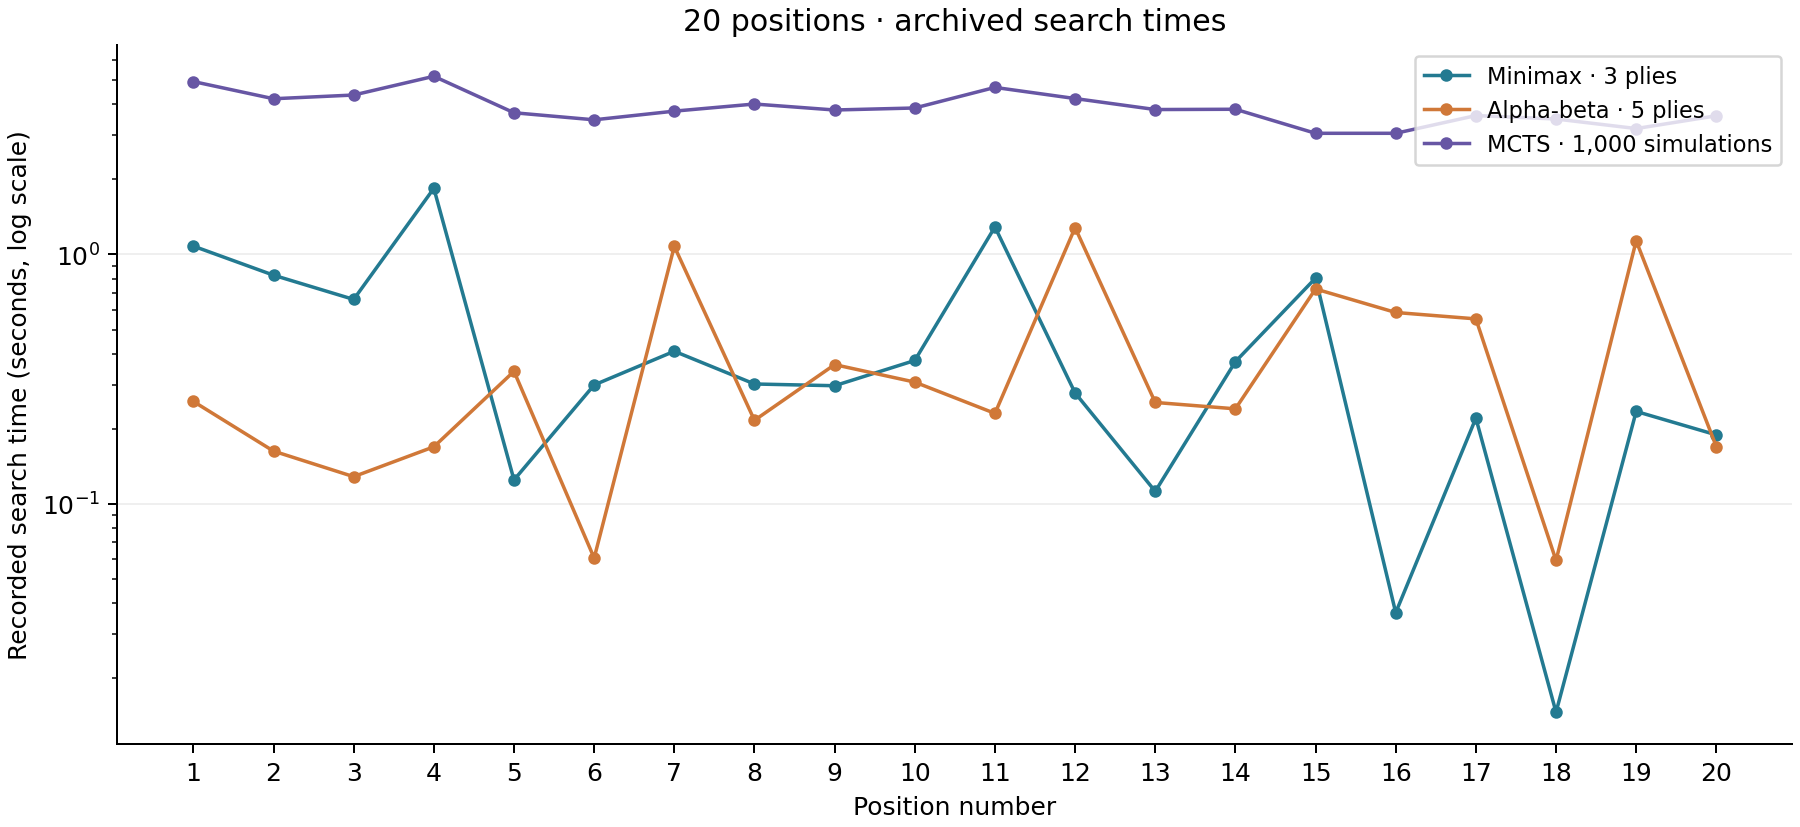 20 positions · archived search times
Minimax · 3 plies
Alpha-beta · 5 plies
MCTS · 1,000 simulations
Recorded search time (seconds, log scale)
10⁰
10⁻¹
1 2 3 4 5 6 7 8 9 10 11 12 13 14 15 16 17 18 19 20
Position number